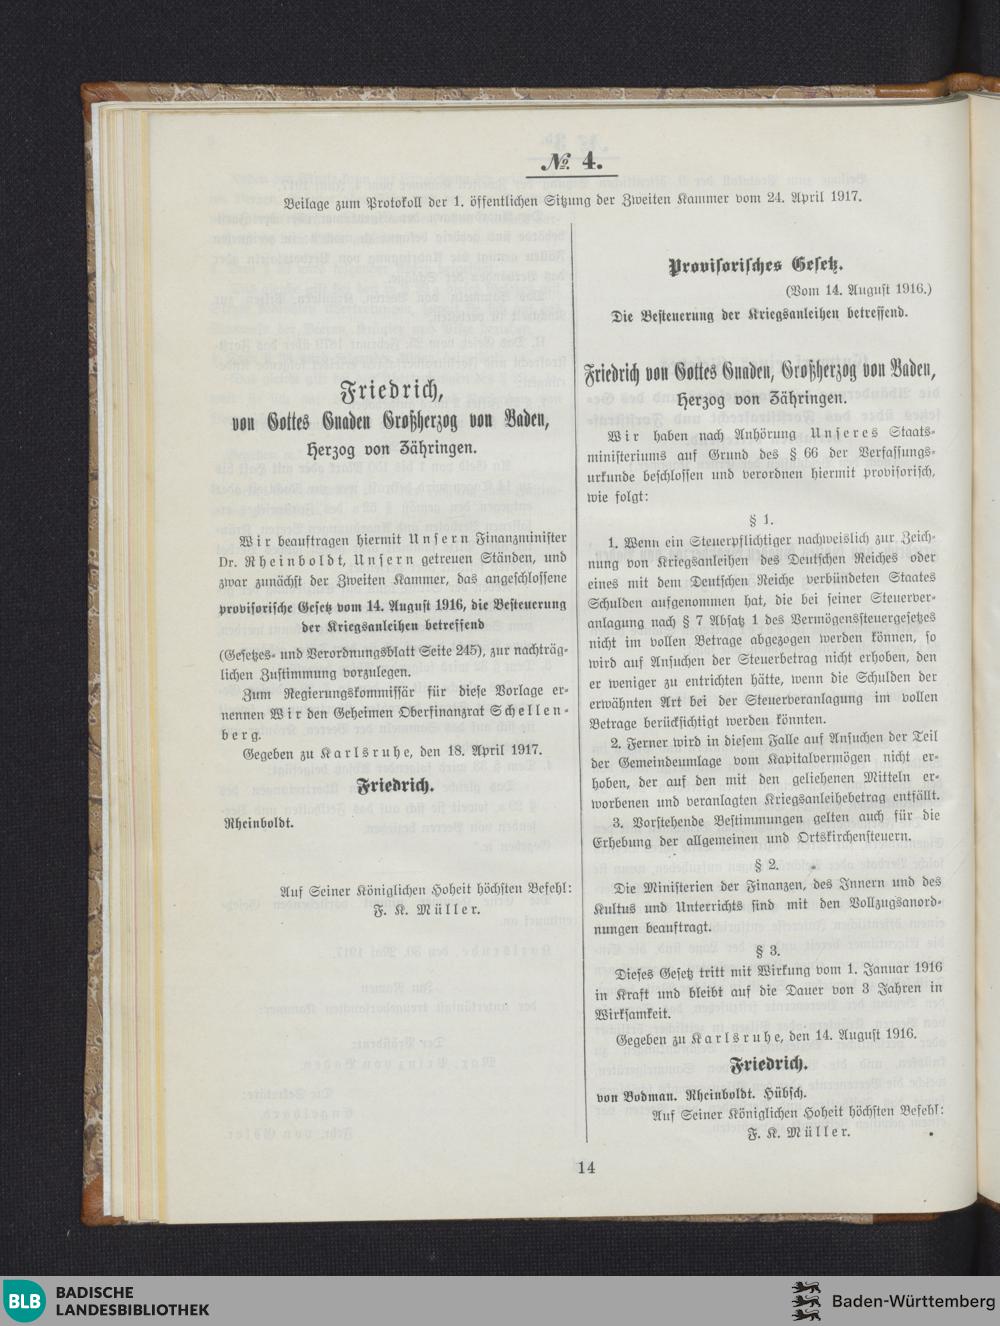 № 4.
Beilage zum Protokoll der 1. öffentlichen Sitzung der Zweiten Kammer vom 24. April 1917.
Friedrich,
von Gottes Gnaden Großherzog von Baden,
Herzog von Zähringen.
Wir beauftragen hiermit Unsern Finanzminister
Dr. Rheinboldt, Unsern getreuen Ständen, und
zwar zunächst der Zweiten Kammer, das angeschlossene
provisorische Gesetz vom 14. August 1916, die Besteuerung
der Kriegsanleihen betreffend
(Gesetzes- und Verordnungsblatt Seite 245), zur nachträg-
lichen Zustimmung vorzulegen.
Zum Regierungskommissär für diese Vorlage er-
nennen Wir den Geheimen Oberfinanzrat Schellen-
berg.
Gegeben zu Karlsruhe, den 18. April 1917.
Friedrich.
Rheinboldt.
Auf Seiner Königlichen Hoheit höchsten Befehl:
F. K. Müller.
Provisorisches Gesetz.
(Vom 14. August 1916.)
Die Besteuerung der Kriegsanleihen betreffend.
Friedrich von Gottes Gnaden, Großherzog von Baden,
Herzog von Zähringen.
Wir haben nach Anhörung Unseres Staats-
ministeriums auf Grund des § 66 der Verfassungs-
urkunde beschlossen und verordnen hiermit provisorisch,
wie folgt:
§ 1.
1. Wenn ein Steuerpflichtiger nachweislich zur Zeich-
nung von Kriegsanleihen des Deutschen Reiches oder
eines mit dem Deutschen Reiche verbündeten Staates
Schulden aufgenommen hat, die bei seiner Steuerver-
anlagung nach § 7 Absatz 1 des Vermögenssteuergesetzes
nicht im vollen Betrage abgezogen werden können, so
wird auf Ansuchen der Steuerbetrag nicht erhoben, den
er weniger zu entrichten hätte, wenn die Schulden der
erwähnten Art bei der Steuerveranlagung im vollen
Betrage berücksichtigt werden könnten.
2. Ferner wird in diesem Falle auf Ansuchen der Teil
der Gemeindeumlage vom Kapitalvermögen nicht er-
hoben, der auf den mit den geliehenen Mitteln er-
worbenen und veranlagten Kriegsanleihebetrag entfällt.
3. Vorstehende Bestimmungen gelten auch für die
Erhebung der allgemeinen und Ortskirchensteuern.
§ 2.
Die Ministerien der Finanzen, des Innern und des
Kultus und Unterrichts sind mit den Vollzugsanord-
nungen beauftragt.
§ 3.
Dieses Gesetz tritt mit Wirkung vom 1. Januar 1916
in Kraft und bleibt auf die Dauer von 3 Jahren in
Wirksamkeit.
Gegeben zu Karlsruhe, den 14. August 1916.
Friedrich.
von Bodman. Rheinboldt. Hübsch.
Auf Seiner Königlichen Hoheit höchsten Befehl:
F. K. Müller.
14
BLB BADISCHE
LANDESBIBLIOTHEK
Baden-Württemberg